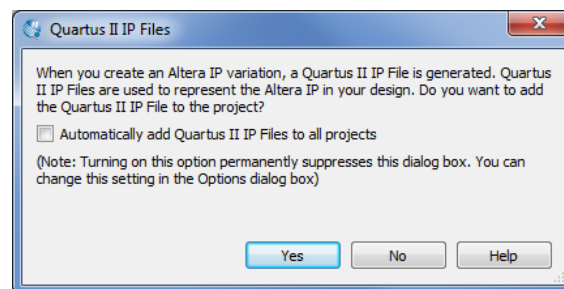 Quartus II IP Files
When you create an Altera IP variation, a Quartus II IP File is generated. Quartus
II IP Files are used to represent the Altera IP in your design. Do you want to add
the Quartus II IP File to the project?
Automatically add Quartus II IP Files to all projects
(Note: Turning on this option permanently suppresses this dialog box. You can
change this setting in the Options dialog box)
Yes No Help